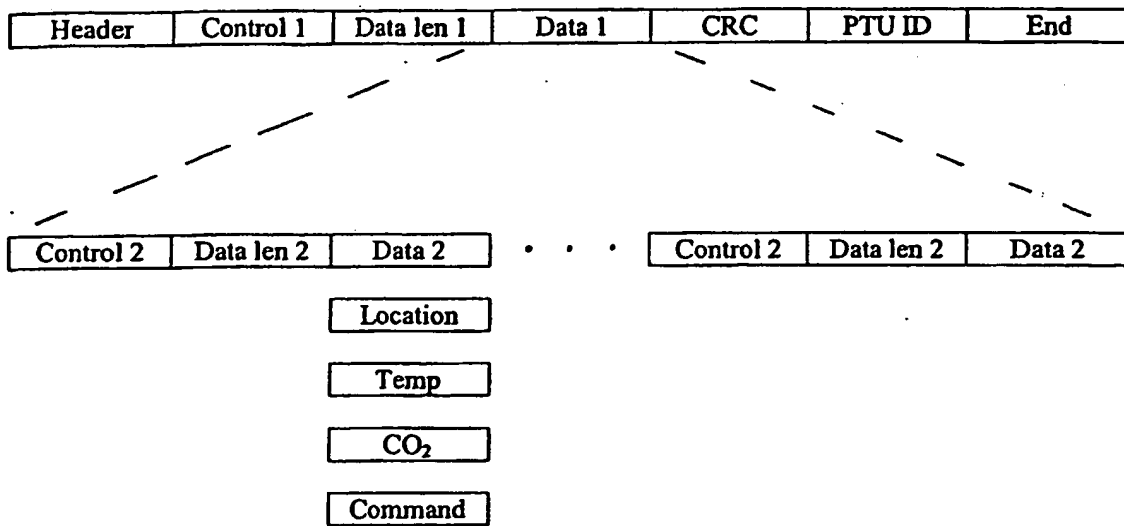 Header Control 1 Data len 1 Data 1 CRC PTU ID End
Control 2 Data len 2 Data 2 . . . Control 2 Data len 2 Data 2
Location
Temp
CO₂
Command